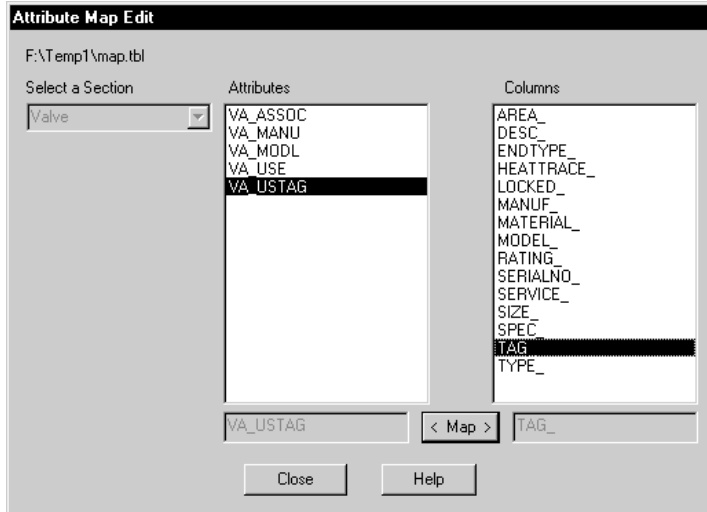 Attribute Map Edit
F:\Temp1\map.tbl
Select a Section
Attributes
Columns
Valve
VA_ASSOC
VA_MANU
VA_MODL
VA_USE
VA_USTAG
AREA_
DESC_
ENDTYPE_
HEATTRACE_
LOCKED_
MANUF_
MATERIAL_
MODEL_
RATING_
SERIALNO_
SERVICE_
SIZE_
SPEC_
TAG_
TYPE_
VA_USTAG
< Map >
TAG_
Close
Help